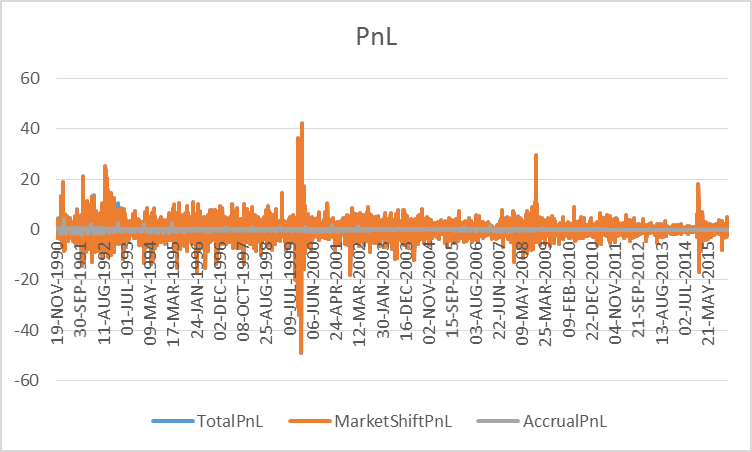 PnL
60
40
20
0
-20
-40
-60
19-NOV-1990
30-SEP-1991
11-AUG-1992
01-JUL-1993
09-MAY-1994
17-MAR-1995
24-JAN-1996
02-DEC-1996
08-OCT-1997
25-AUG-1998
09-JUL-1999
06-JUN-2000
24-APR-2001
12-MAR-2002
30-JAN-2003
16-DEC-2003
02-NOV-2004
15-SEP-2005
03-AUG-2006
22-JUN-2007
09-MAY-2008
25-MAR-2009
09-FEB-2010
22-DEC-2010
04-NOV-2011
21-SEP-2012
13-AUG-2013
02-JUL-2014
21-MAY-2015
TotalPnL MarketShiftPnL AccrualPnL